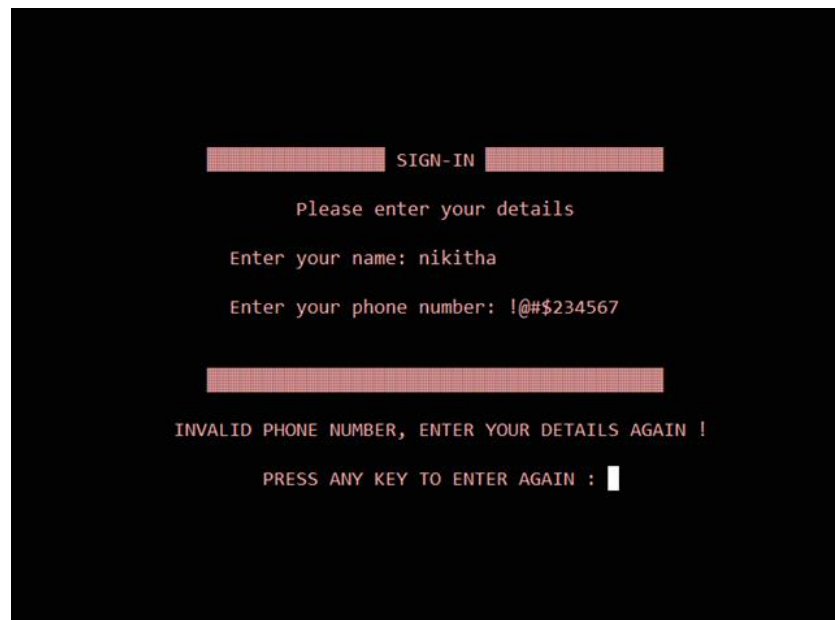 SIGN-IN
Please enter your details
Enter your name: nikitha
Enter your phone number: !@#$234567
INVALID PHONE NUMBER, ENTER YOUR DETAILS AGAIN !
PRESS ANY KEY TO ENTER AGAIN :